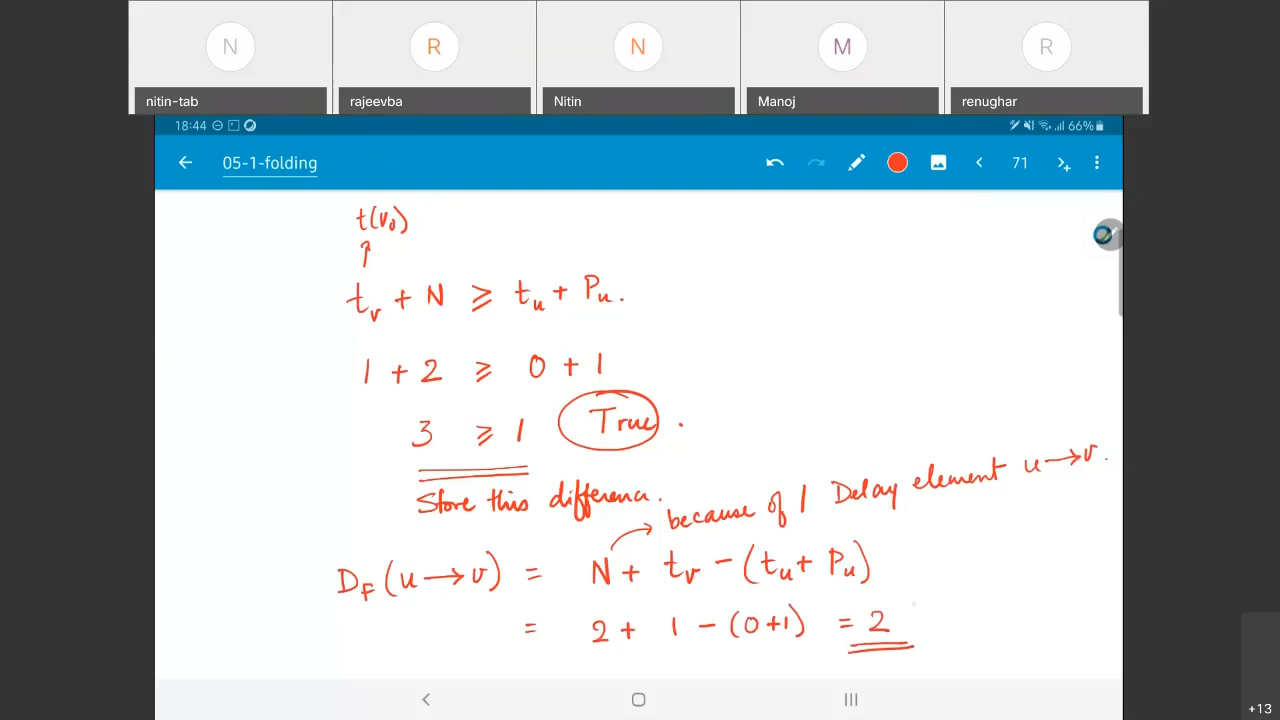 N R N M R
nitin-tab rajeevba Nitin Manoj renughar
18:44 66%
05-1-folding 71
t(v₀)
↑
tᵥ + N ≥ tᵤ + Pᵤ.
1 + 2 ≥ 0 + 1
3 ≥ 1 True.
Store this difference.
because of 1 Delay element u→v.
D_F(u→v) = N + tᵥ - (tᵤ + Pᵤ)
= 2 + 1 - (0+1) = 2
+13